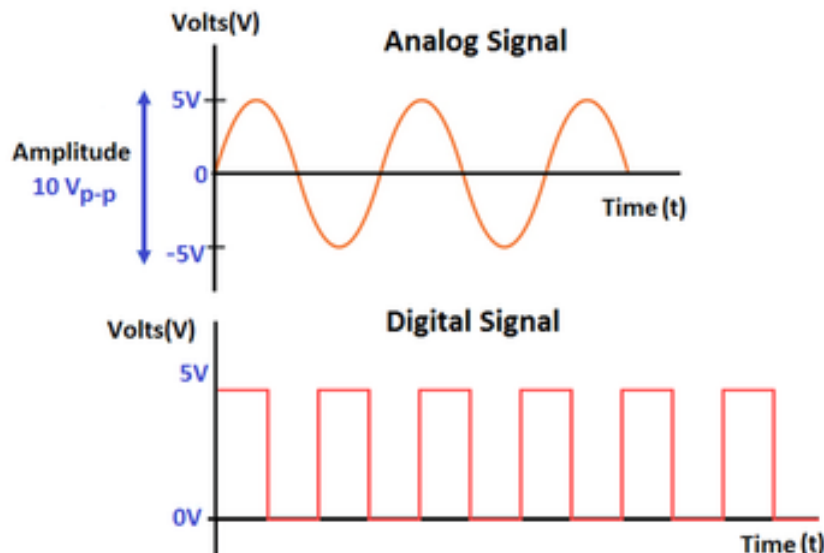 Volts(V)
Analog Signal
5V
Amplitude
10 Vp-p
0
Time (t)
-5V
Volts(V)
Digital Signal
5V
0V
Time (t)